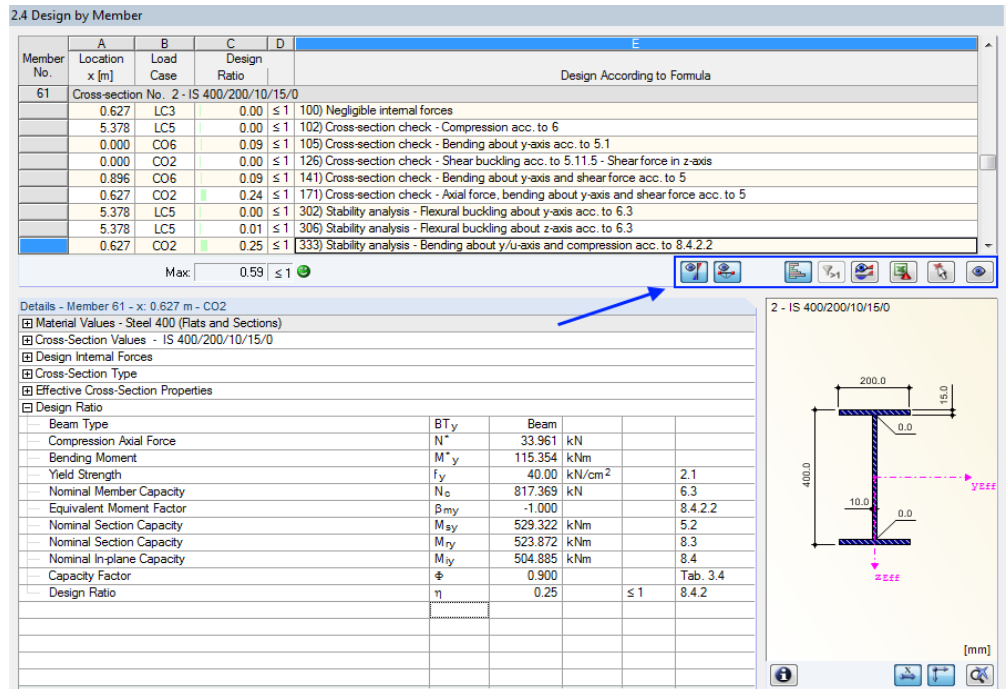 2.4 Design by Member
A B C D E
Member Location Load Design
No. x [m] Case Ratio Design According to Formula
61 Cross-section No. 2 - IS 400/200/10/15/0
0.627 LC3 0.00 ≤ 1 100) Negligible internal forces
5.378 LC5 0.00 ≤ 1 102) Cross-section check - Compression acc. to 6
0.000 CO6 0.09 ≤ 1 105) Cross-section check - Bending about y-axis acc. to 5.1
0.000 CO2 0.00 ≤ 1 126) Cross-section check - Shear buckling acc. to 5.11.5 - Shear force in z-axis
0.896 CO6 0.09 ≤ 1 141) Cross-section check - Bending about y-axis and shear force acc. to 5
0.627 CO2 0.24 ≤ 1 171) Cross-section check - Axial force, bending about y-axis and shear force acc. to 5
5.378 LC5 0.00 ≤ 1 302) Stability analysis - Flexural buckling about y-axis acc. to 6.3
5.378 LC5 0.01 ≤ 1 306) Stability analysis - Flexural buckling about z-axis acc. to 6.3
0.627 CO2 0.25 ≤ 1 333) Stability analysis - Bending about y/u-axis and compression acc. to 8.4.2.2
Max: 0.59 ≤ 1
Details - Member 61 - x: 0.627 m - CO2
Material Values - Steel 400 (Flats and Sections)
Cross-Section Values - IS 400/200/10/15/0
Design Internal Forces
Cross-Section Type
Effective Cross-Section Properties
Design Ratio
Beam Type BTy Beam
Compression Axial Force N* 33.961 kN
Bending Moment M*y 115.354 kNm
Yield Strength fy 40.00 kN/cm2 2.1
Nominal Member Capacity Nc 817.369 kN 6.3
Equivalent Moment Factor βmy -1.000 8.4.2.2
Nominal Section Capacity Msy 529.322 kNm 5.2
Nominal Section Capacity Mry 523.872 kNm 8.3
Nominal In-plane Capacity Miy 504.885 kNm 8.4
Capacity Factor Φ 0.900 Tab. 3.4
Design Ratio η 0.25 ≤ 1 8.4.2
2 - IS 400/200/10/15/0
200.0
15.0
0.0
400.0
yEff
10.0
0.0
zEff
[mm]